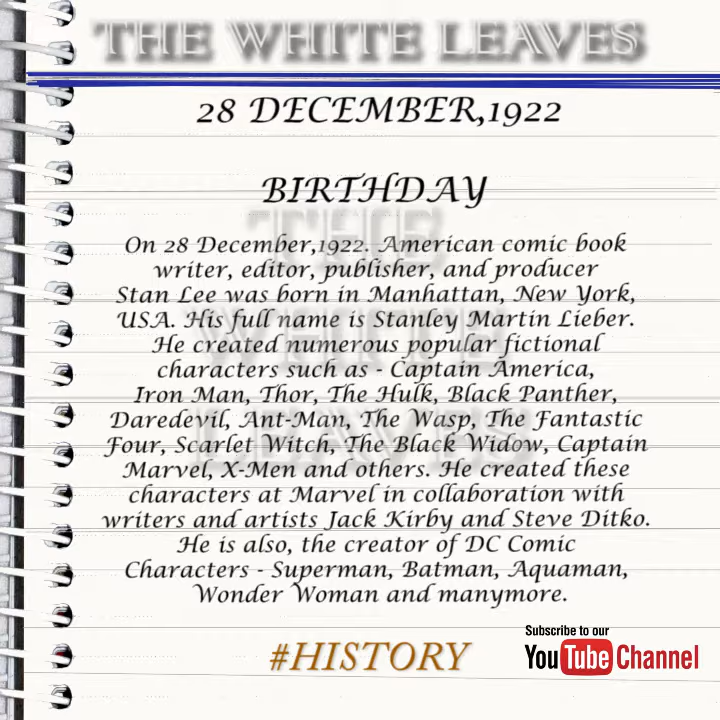 THE WHITE LEAVES
28 DECEMBER,1922
BIRTHDAY
THE
WHITE
LEAVES
On 28 December,1922. American comic book
writer, editor, publisher, and producer
Stan Lee was born in Manhattan, New York,
USA. His full name is Stanley Martin Lieber.
He created numerous popular fictional
characters such as - Captain America,
Iron Man, Thor, The Hulk, Black Panther,
Daredevil, Ant-Man, The Wasp, The Fantastic
Four, Scarlet Witch, The Black Widow, Captain
Marvel, X-Men and others. He created these
characters at Marvel in collaboration with
writers and artists Jack Kirby and Steve Ditko.
He is also, the creator of DC Comic
Characters - Superman, Batman, Aquaman,
Wonder Woman and manymore.
#HISTORY
Subscribe to our
YouTube Channel